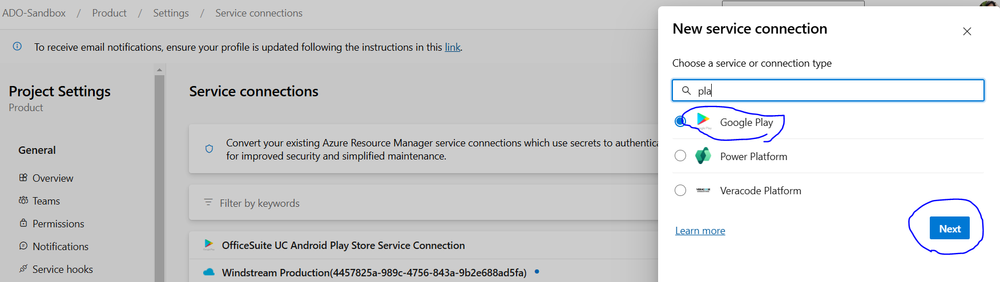 ADO-Sandbox / Product / Settings / Service connections
To receive email notifications, ensure your profile is updated following the instructions in this link.
Project Settings
Product
General
Overview
Teams
Permissions
Notifications
Service hooks
Service connections
Convert your existing Azure Resource Manager service connections which use secrets to authentica
for improved security and simplified maintenance.
Filter by keywords
OfficeSuite UC Android Play Store Service Connection
Windstream Production(4457825a-989c-4756-843a-9b2e688ad5fa)
New service connection
Choose a service or connection type
pla
Google Play
Power Platform
VERACODE
Veracode Platform
Learn more
Next